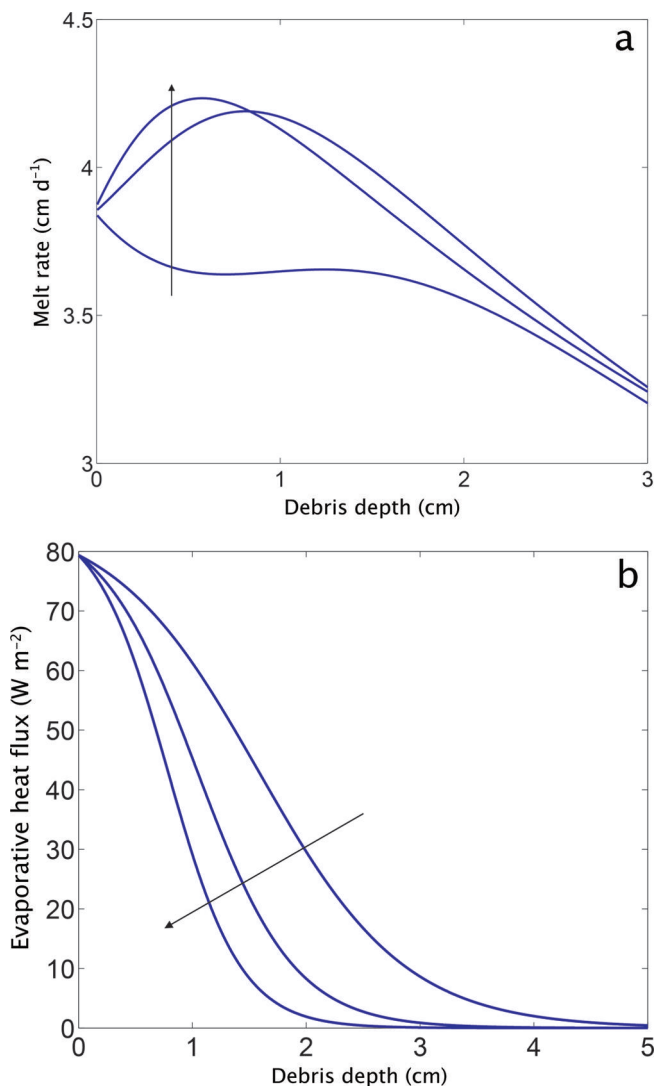 a
4.5
4
3.5
3
Melt rate (cm d⁻¹)
0 1 2 3
Debris depth (cm)
b
80
70
60
50
40
30
20
10
0
Evaporative heat flux (W m⁻²)
0 1 2 3 4 5
Debris depth (cm)